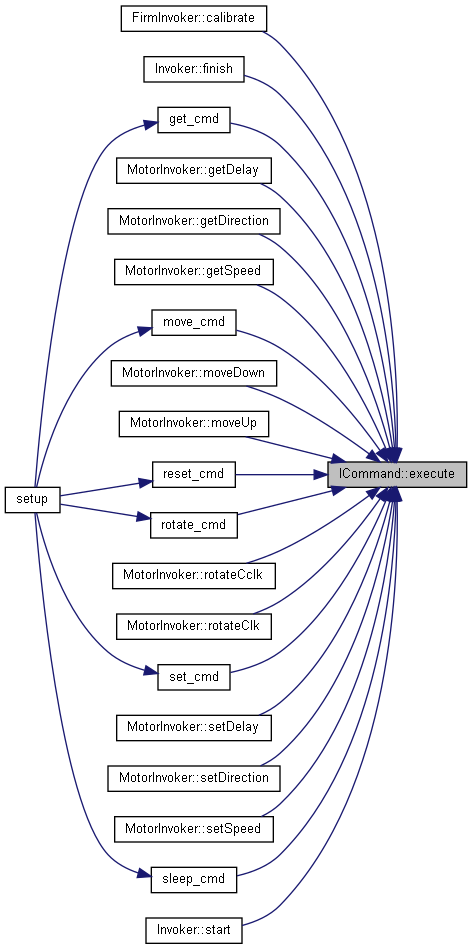 FirmInvoker::calibrate
Invoker::finish
get_cmd
MotorInvoker::getDelay
MotorInvoker::getDirection
MotorInvoker::getSpeed
move_cmd
MotorInvoker::moveDown
MotorInvoker::moveUp
reset_cmd
ICommand::execute
setup
rotate_cmd
MotorInvoker::rotateCclk
MotorInvoker::rotateClk
set_cmd
MotorInvoker::setDelay
MotorInvoker::setDirection
MotorInvoker::setSpeed
sleep_cmd
Invoker::start